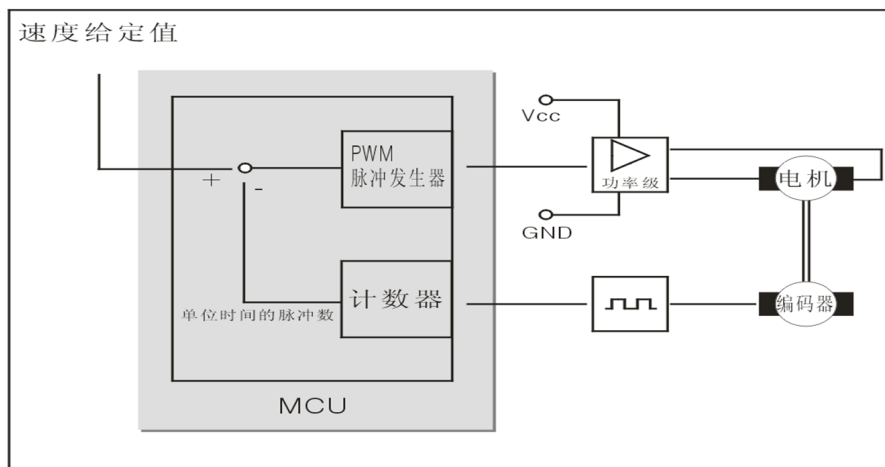 速度给定值
Vcc
PWM
脉冲发生器
+
-
功率级
电机
GND
计数器
单位时间的脉冲数
编码器
MCU